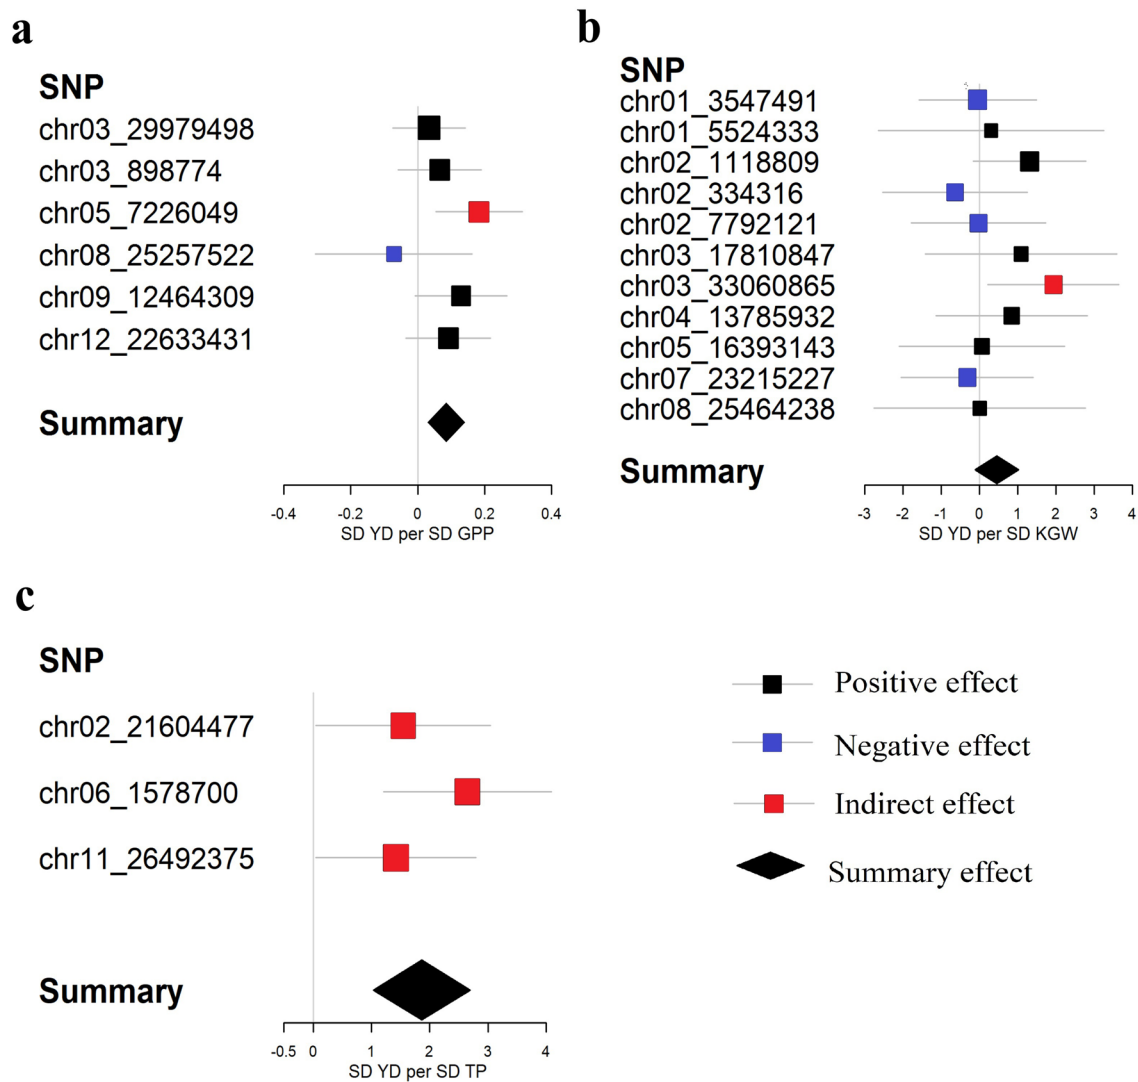 a
SNP
chr03_29979498
chr03_898774
chr05_7226049
chr08_25257522
chr09_12464309
chr12_22633431
Summary
-0.4 -0.2 0 0.2 0.4
SD YD per SD GPP
b
SNP
chr01_3547491
chr01_5524333
chr02_1118809
chr02_334316
chr02_7792121
chr03_17810847
chr03_33060865
chr04_13785932
chr05_16393143
chr07_23215227
chr08_25464238
Summary
-3 -2 -1 0 1 2 3 4
SD YD per SD KGW
c
SNP
chr02_21604477
chr06_1578700
chr11_26492375
Summary
-0.5 0 1 2 3 4
SD YD per SD TP
Positive effect
Negative effect
Indirect effect
Summary effect